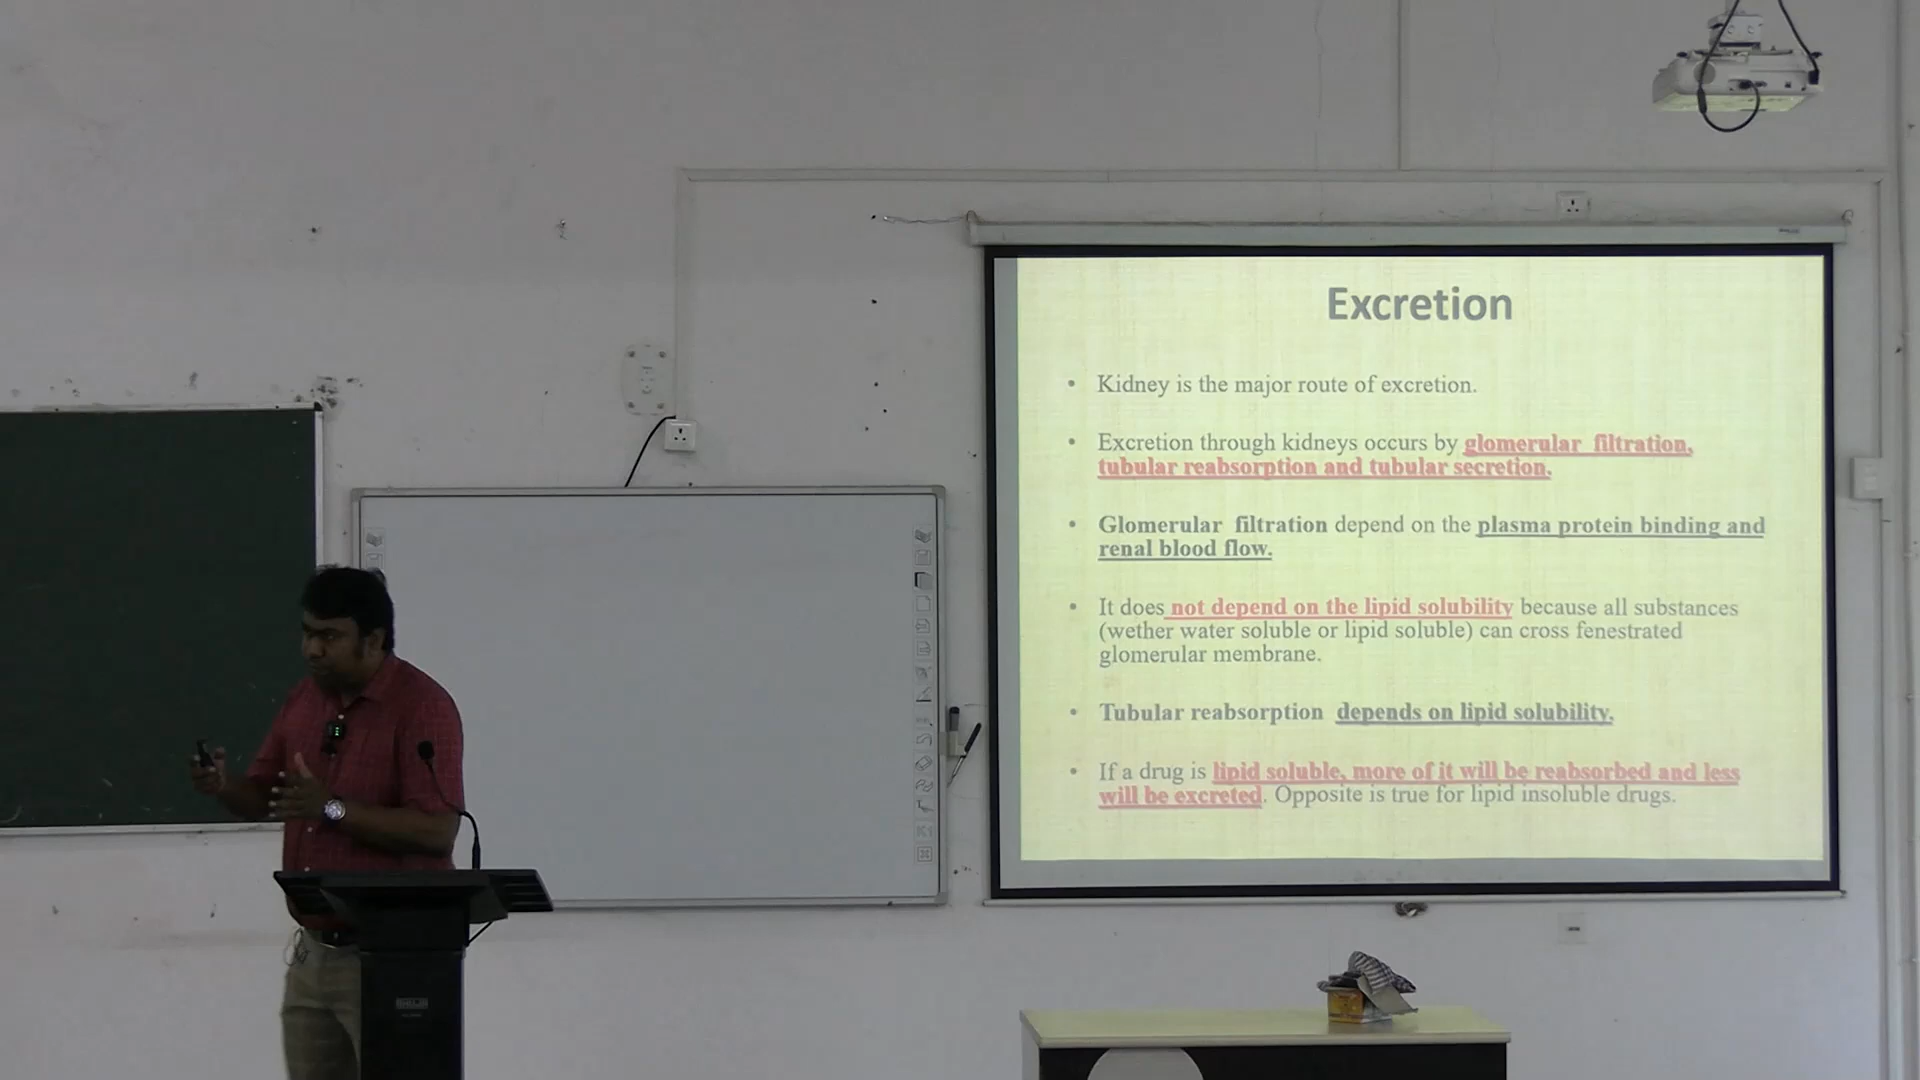 Excretion
• Kidney is the major route of excretion.
• Excretion through kidneys occurs by glomerular filtration,
tubular reabsorption and tubular secretion.
• Glomerular filtration depend on the plasma protein binding and
renal blood flow.
• It does not depend on the lipid solubility because all substances
(wether water soluble or lipid soluble) can cross fenestrated
glomerular membrane.
• Tubular reabsorption depends on lipid solubility.
• If a drug is lipid soluble, more of it will be reabsorbed and less
will be excreted. Opposite is true for lipid insoluble drugs.